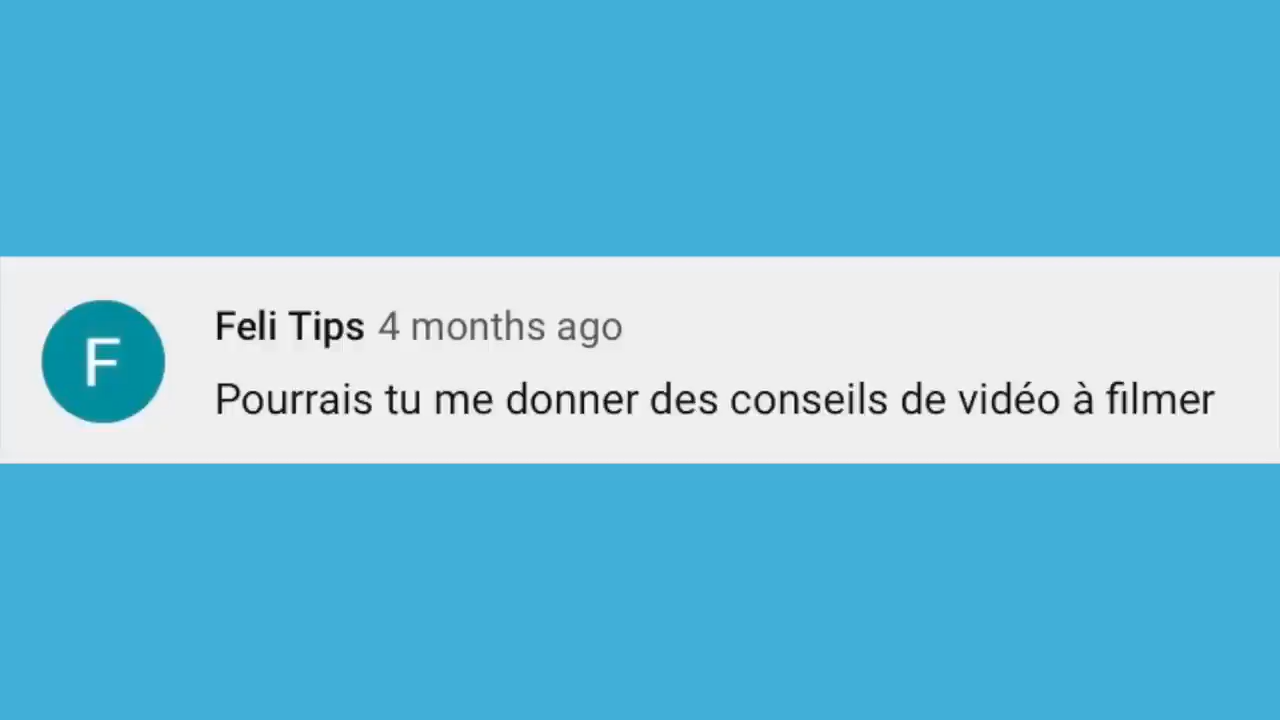 F
Feli Tips 4 months ago
Pourrais tu me donner des conseils de vidéo à filmer